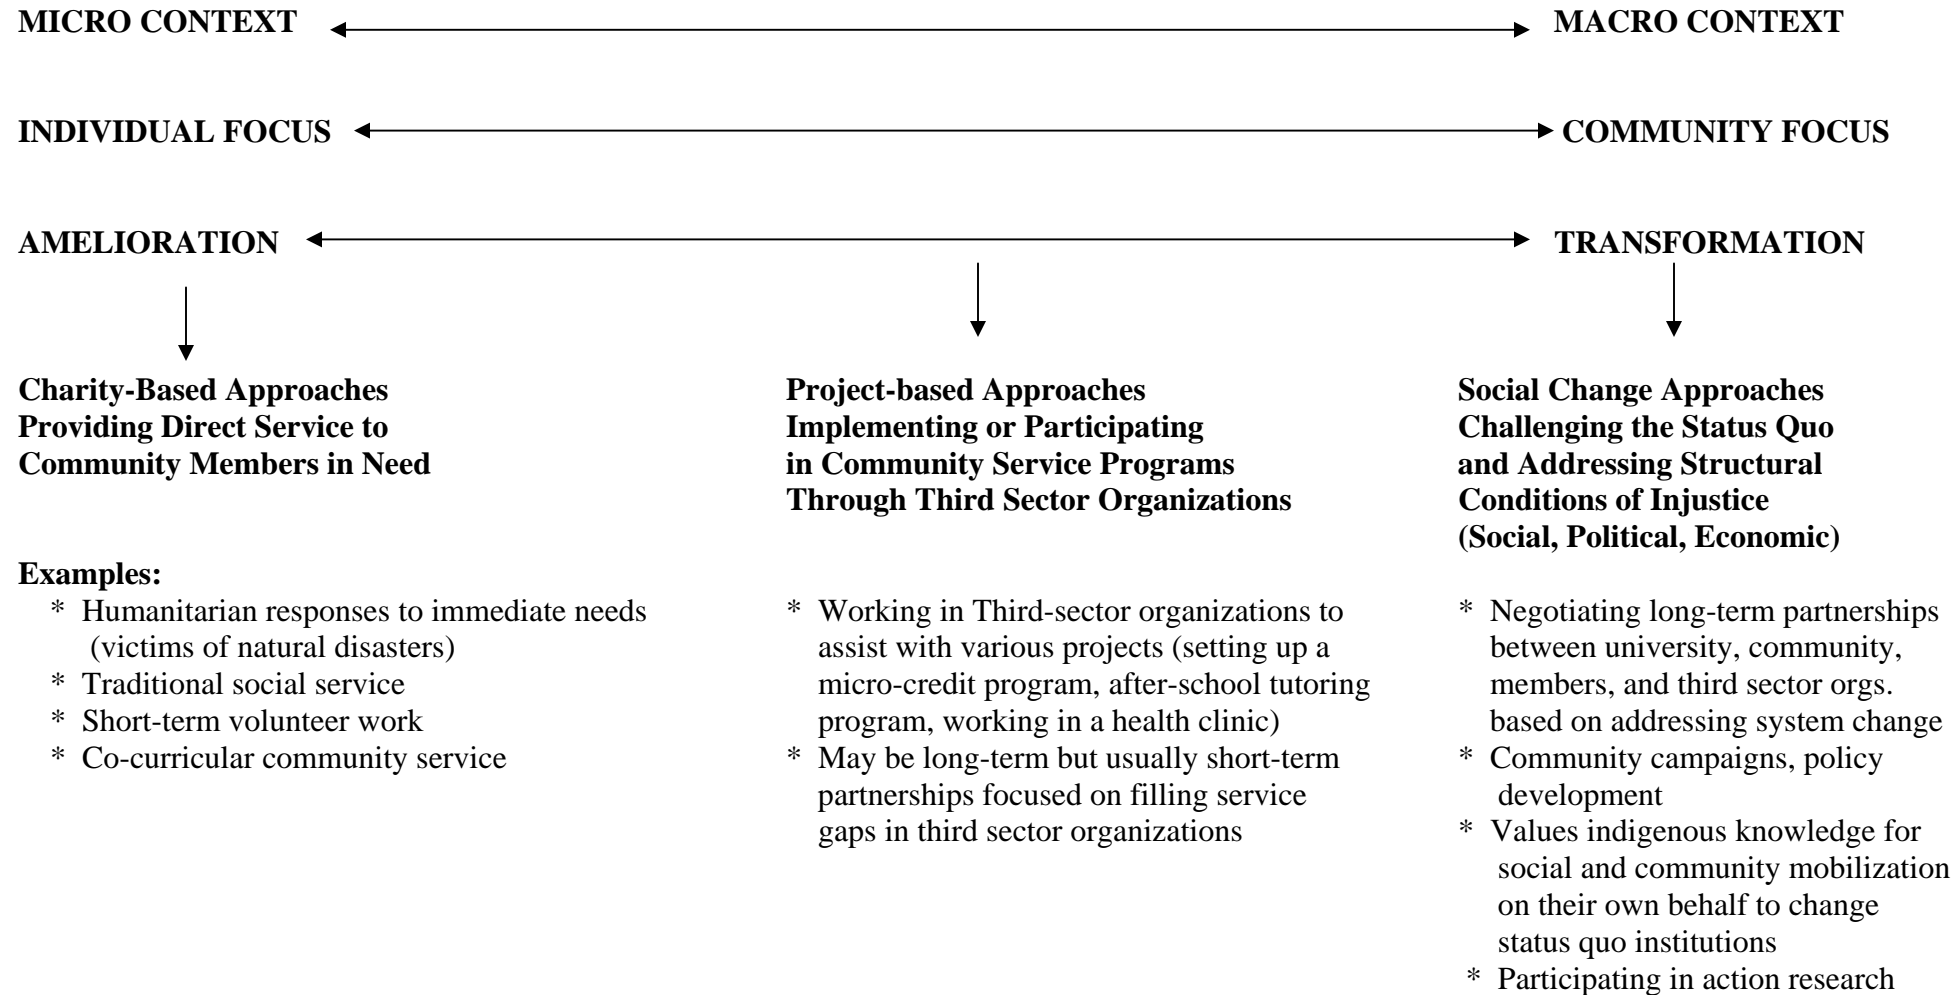 MICRO CONTEXT MACRO CONTEXT
INDIVIDUAL FOCUS COMMUNITY FOCUS
AMELIORATION TRANSFORMATION
Charity-Based Approaches
Providing Direct Service to
Community Members in Need
Examples:
* Humanitarian responses to immediate needs
(victims of natural disasters)
* Traditional social service
* Short-term volunteer work
* Co-curricular community service
Project-based Approaches
Implementing or Participating
in Community Service Programs
Through Third Sector Organizations
* Working in Third-sector organizations to
assist with various projects (setting up a
micro-credit program, after-school tutoring
program, working in a health clinic)
* May be long-term but usually short-term
partnerships focused on filling service
gaps in third sector organizations
Social Change Approaches
Challenging the Status Quo
and Addressing Structural
Conditions of Injustice
(Social, Political, Economic)
* Negotiating long-term partnerships
between university, community,
members, and third sector orgs.
based on addressing system change
* Community campaigns, policy
development
* Values indigenous knowledge for
social and community mobilization
on their own behalf to change
status quo institutions
* Participating in action research